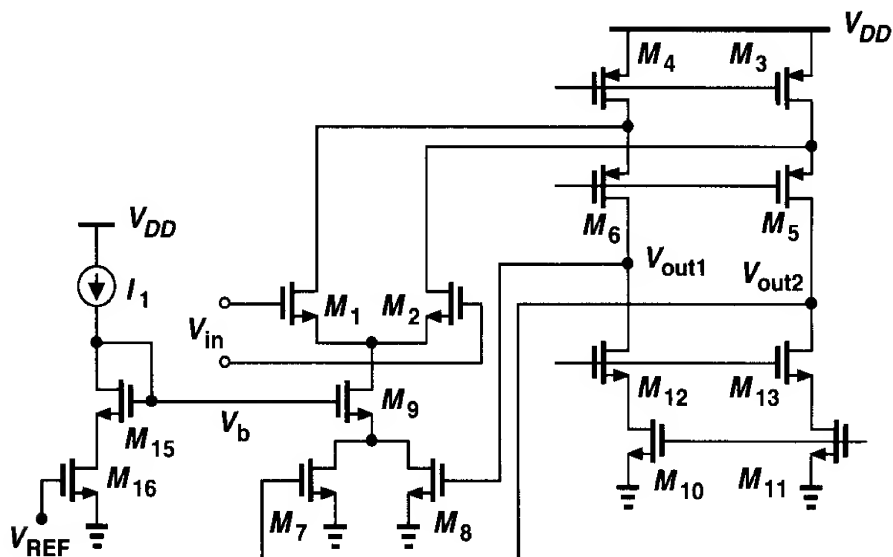 V_DD
M_4
M_3
M_6
M_5
V_DD
V_out1
V_out2
I_1
M_1
M_2
V_in
M_12
M_13
M_9
V_b
M_15
M_16
M_10
M_11
M_7
M_8
V_REF